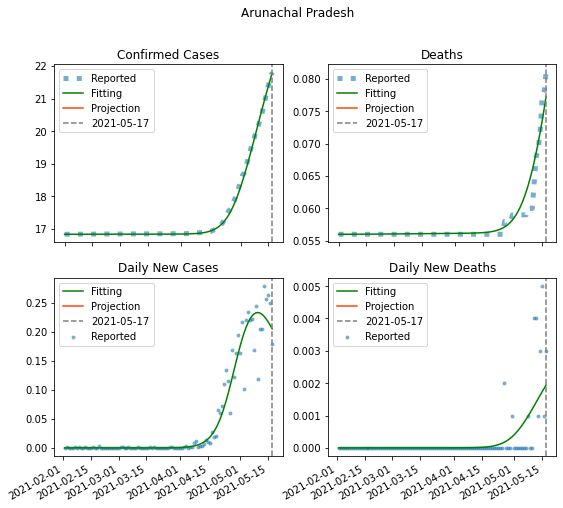 Arunachal Pradesh
Confirmed Cases
22
21
20
19
18
17
Reported
Fitting
Projection
2021-05-17
Deaths
0.080
0.075
0.070
0.065
0.060
0.055
Reported
Fitting
Projection
2021-05-17
Daily New Cases
0.25
0.20
0.15
0.10
0.05
0.00
Fitting
Projection
2021-05-17
Reported
2021-02-01
2021-02-15
2021-03-01
2021-03-15
2021-04-01
2021-04-15
2021-05-01
2021-05-15
Daily New Deaths
0.005
0.004
0.003
0.002
0.001
0.000
Fitting
Projection
2021-05-17
Reported
2021-02-01
2021-02-15
2021-03-01
2021-03-15
2021-04-01
2021-04-15
2021-05-01
2021-05-15